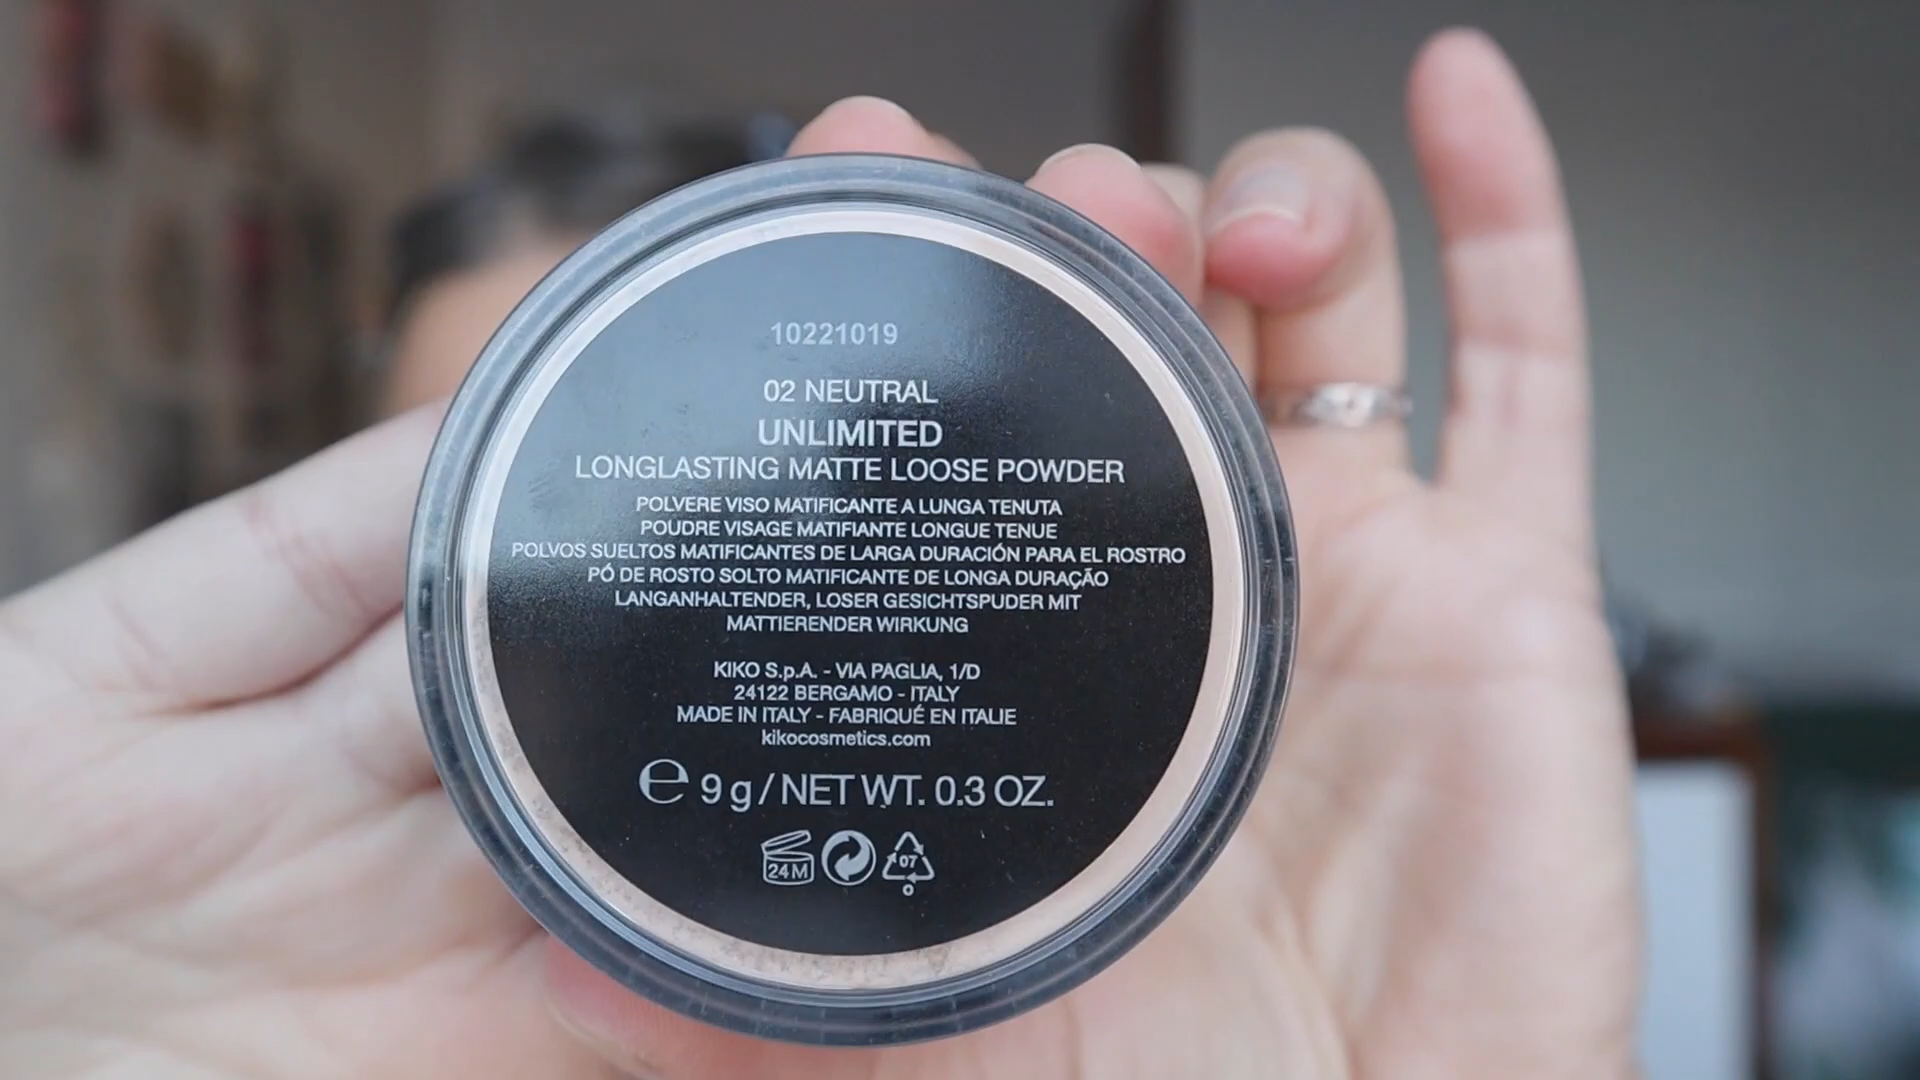 10221019
02 NEUTRAL
UNLIMITED
LONGLASTING MATTE LOOSE POWDER
POLVERE VISO MATIFICANTE A LUNGA TENUTA
POUDRE VISAGE MATIFIANTE LONGUE TENUE
POLVOS SUELTOS MATIFICANTES DE LARGA DURACIÓN PARA EL ROSTRO
PÓ DE ROSTO SOLTO MATIFICANTE DE LONGA DURAÇÃO
LANGANHALTENDER, LOSER GESICHTSPUDER MIT
MATTIERENDER WIRKUNG
KIKO S.p.A. - VIA PAGLIA, 1/D
24122 BERGAMO - ITALY
MADE IN ITALY - FABRIQUÉ EN ITALIE
kikocosmetics.com
℮ 9 g / NET WT. 0.3 OZ.
24 M
07
O